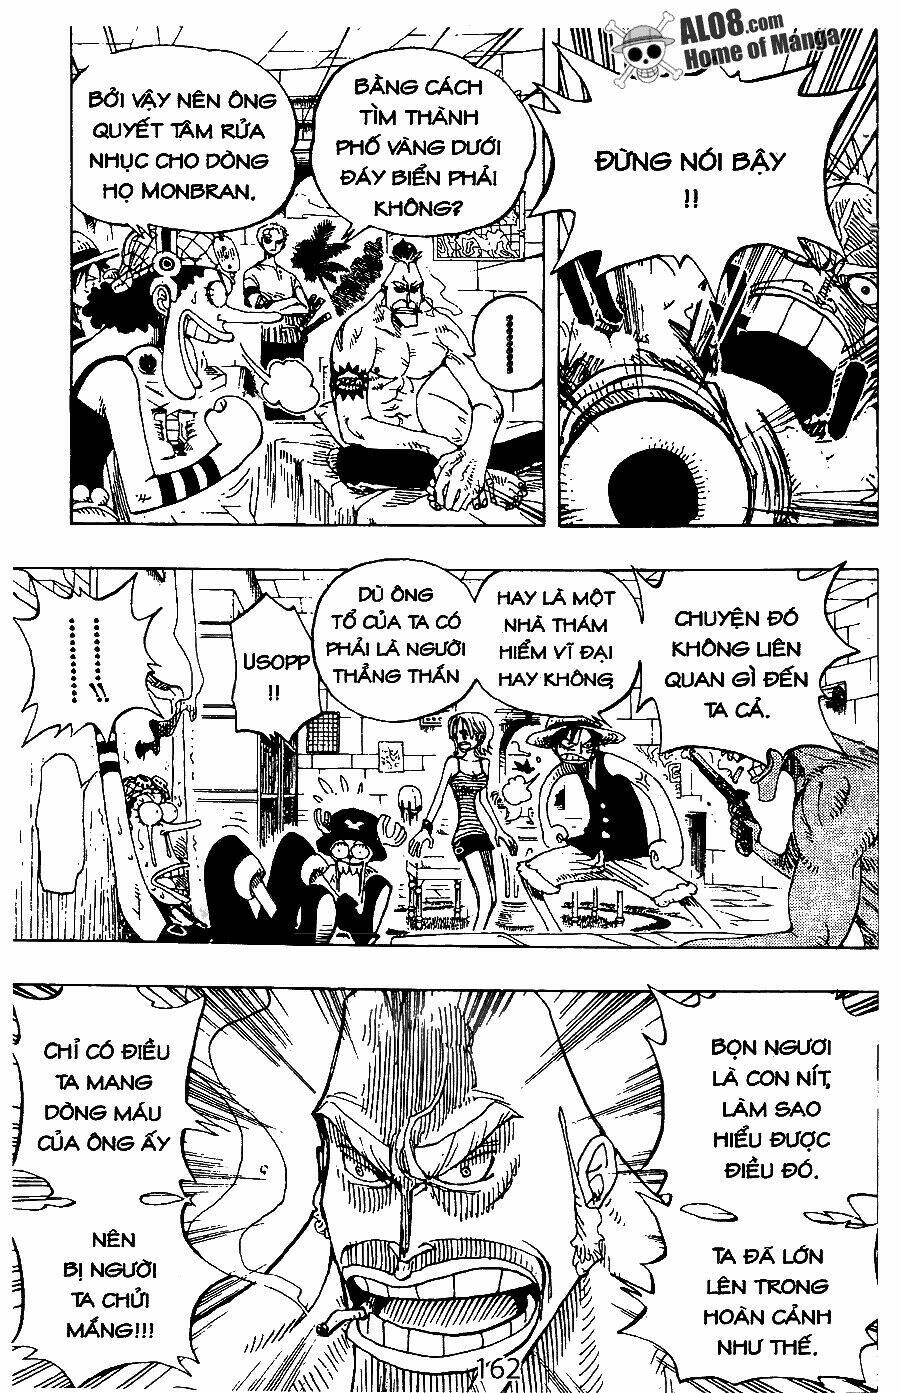 ALO8.com
Home of Mánga
BỞI VẬY NÊN ÔNG
QUYẾT TÂM RỬA
NHỤC CHO DÒNG
HỌ MONBRAN.
BẰNG CÁCH
TÌM THÀNH
PHỐ VÀNG DƯỚI
ĐÁY BIỂN PHẢI
KHÔNG?
ĐỪNG NÓI BẬY
!!
USOPP
!!
DÙ ÔNG
TỔ CỦA TA CÓ
PHẢI LÀ NGƯỜI
THẲNG THẮN
HAY LÀ MỘT
NHÀ THÁM
HIỂM VĨ ĐẠI
HAY KHÔNG,
CHUYỆN ĐÓ
KHÔNG LIÊN
QUAN GÌ ĐẾN
TA CẢ.
CHỈ CÓ ĐIỀU
TA MANG
DÒNG MÁU
CỦA ÔNG ẤY
NÊN
BỊ NGƯỜI
TA CHỬI
MẮNG!!!
BỌN NGƯƠI
LÀ CON NÍT,
LÀM SAO
HIỂU ĐƯỢC
ĐIỀU ĐÓ.
TA ĐÃ LỚN
LÊN TRONG
HOÀN CẢNH
NHƯ THẾ.
162